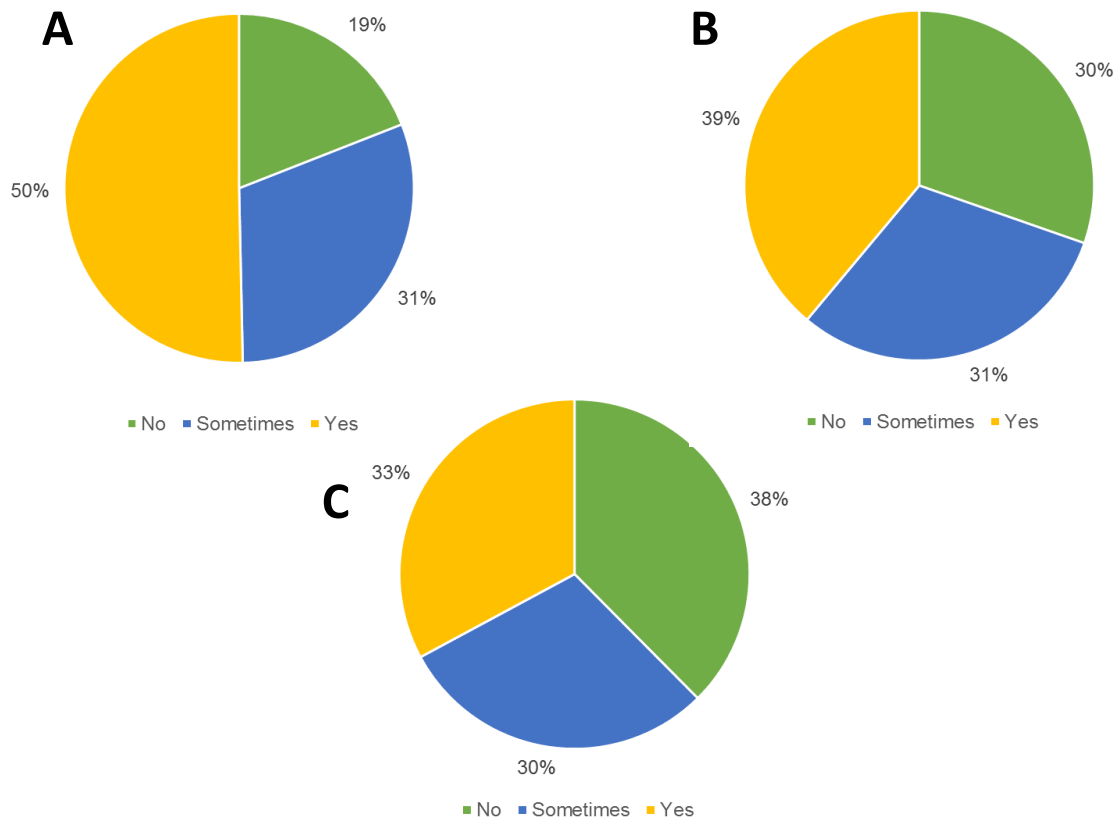 A
19%
50%
31%
No Sometimes Yes
B
30%
39%
31%
No Sometimes Yes
C
33%
38%
30%
No Sometimes Yes